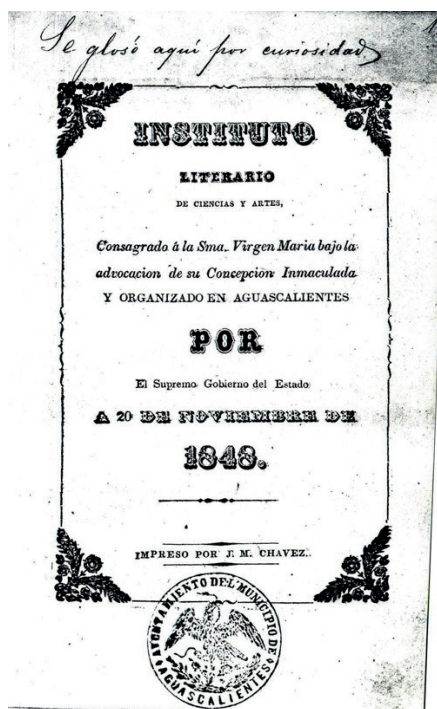 Se glosó aquí por curiosidad
INSTITUTO
LITERARIO
DE CIENCIAS Y ARTES,
Consagrado á la Sma. Virgen Maria bajo la
advocacion de su Concepción Inmaculada
Y ORGANIZADO EN AGUASCALIENTES
POR
El Supremo Gobierno del Estado
A 20 DE NOVIEMBRE DE
1848.
IMPRESO POR J. M. CHAVEZ.
AYUNTAMIENTO DEL MUNICIPIO DE
AGUASCALIENTES